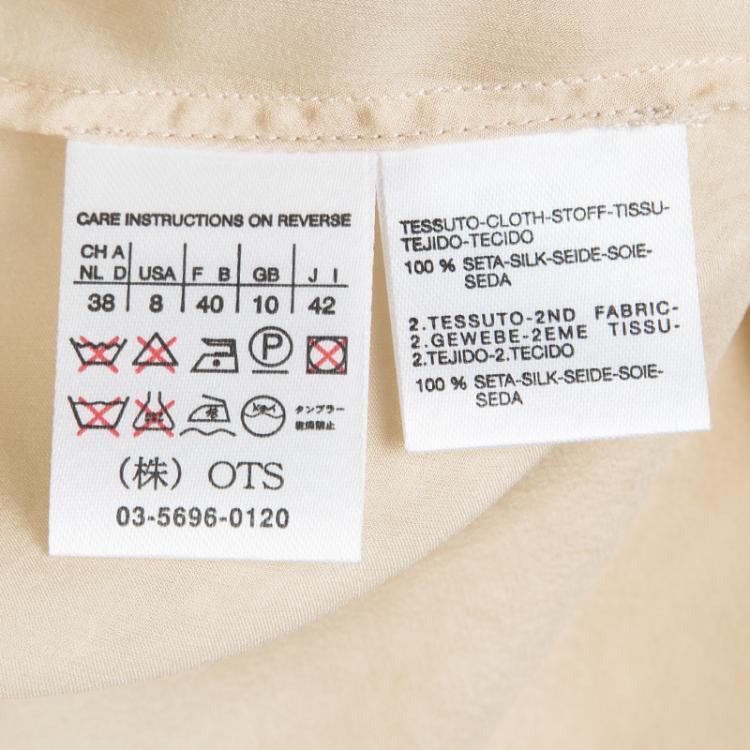 CARE INSTRUCTIONS ON REVERSE
CH A
NL D USA F B GB J I
38 8 40 10 42
P
タンブラー
乾燥禁止
(株) OTS
03-5696-0120
TESSUTO-CLOTH-STOFF-TISSU-
TEJIDO-TECIDO
100 % SETA-SILK-SEIDE-SOIE-
SEDA
2.TESSUTO-2ND FABRIC-
2.GEWEBE-2EME TISSU-
2.TEJIDO-2.TECIDO
100 % SETA-SILK-SEIDE-SOIE-
SEDA